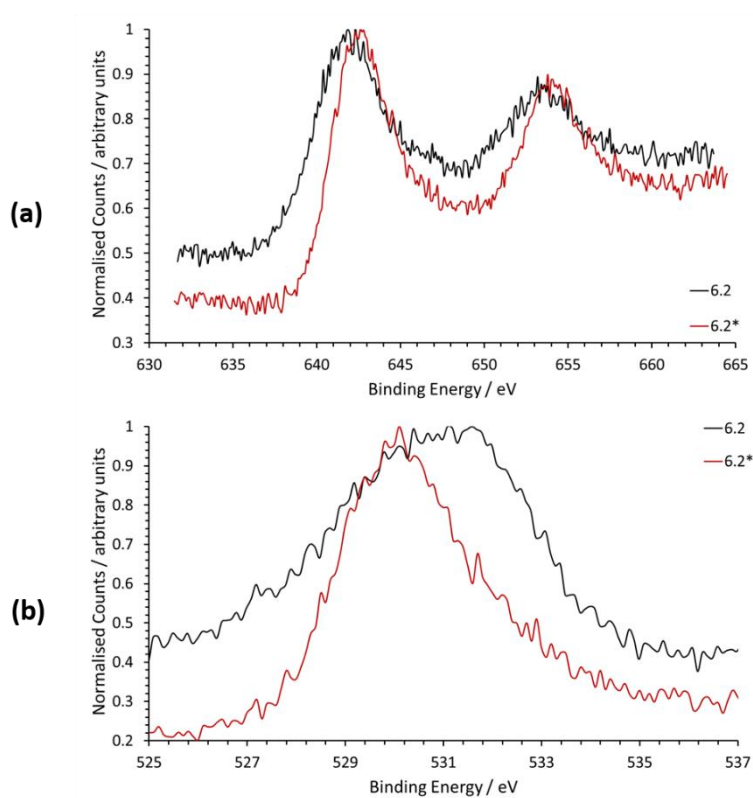 (a)
Normalised Counts / arbitrary units
1
0.9
0.8
0.7
0.6
0.5
0.4
0.3
630 635 640 645 650 655 660 665
Binding Energy / eV
6.2
6.2*
(b)
Normalised Counts / arbitrary units
1
0.9
0.8
0.7
0.6
0.5
0.4
0.3
0.2
525 527 529 531 533 535 537
Binding Energy / eV
6.2
6.2*